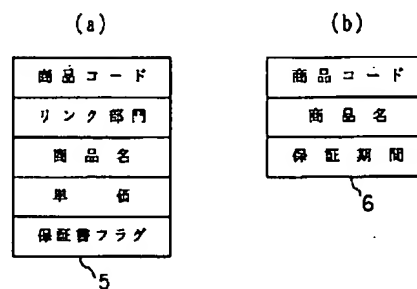 (a)
商品コード
リンク部門
商品名
単価
保証書フラグ
5
(b)
商品コード
商品名
保証期間
6